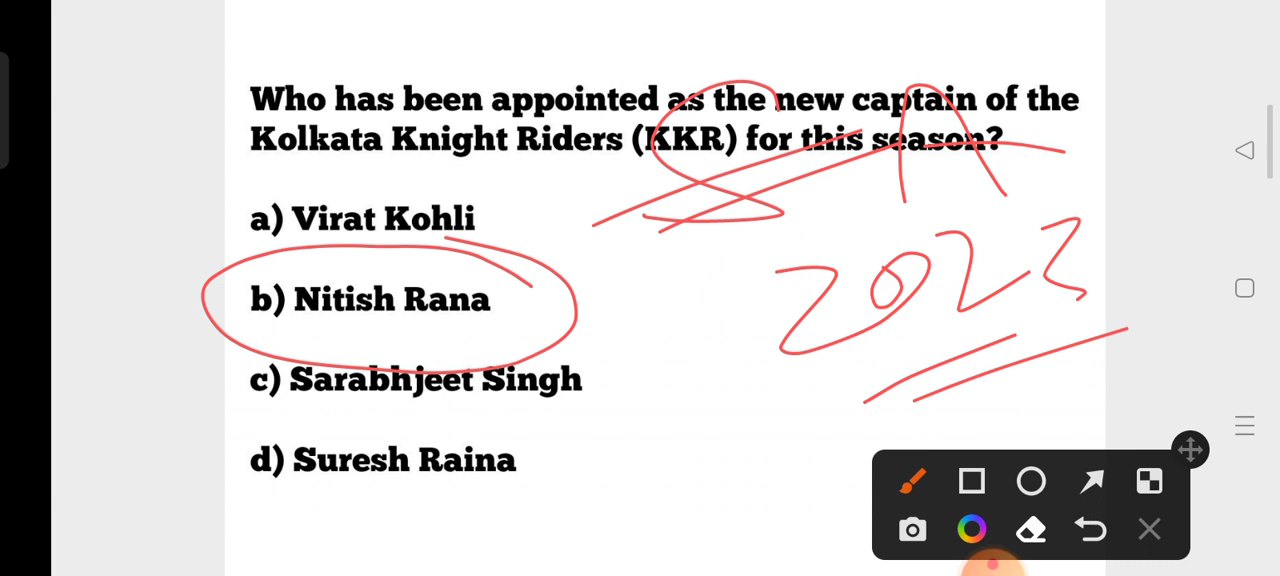 Who has been appointed as the new captain of the
Kolkata Knight Riders (KKR) for this season?
a) Virat Kohli
b) Nitish Rana
c) Sarabhjeet Singh
d) Suresh Raina
SA
2023